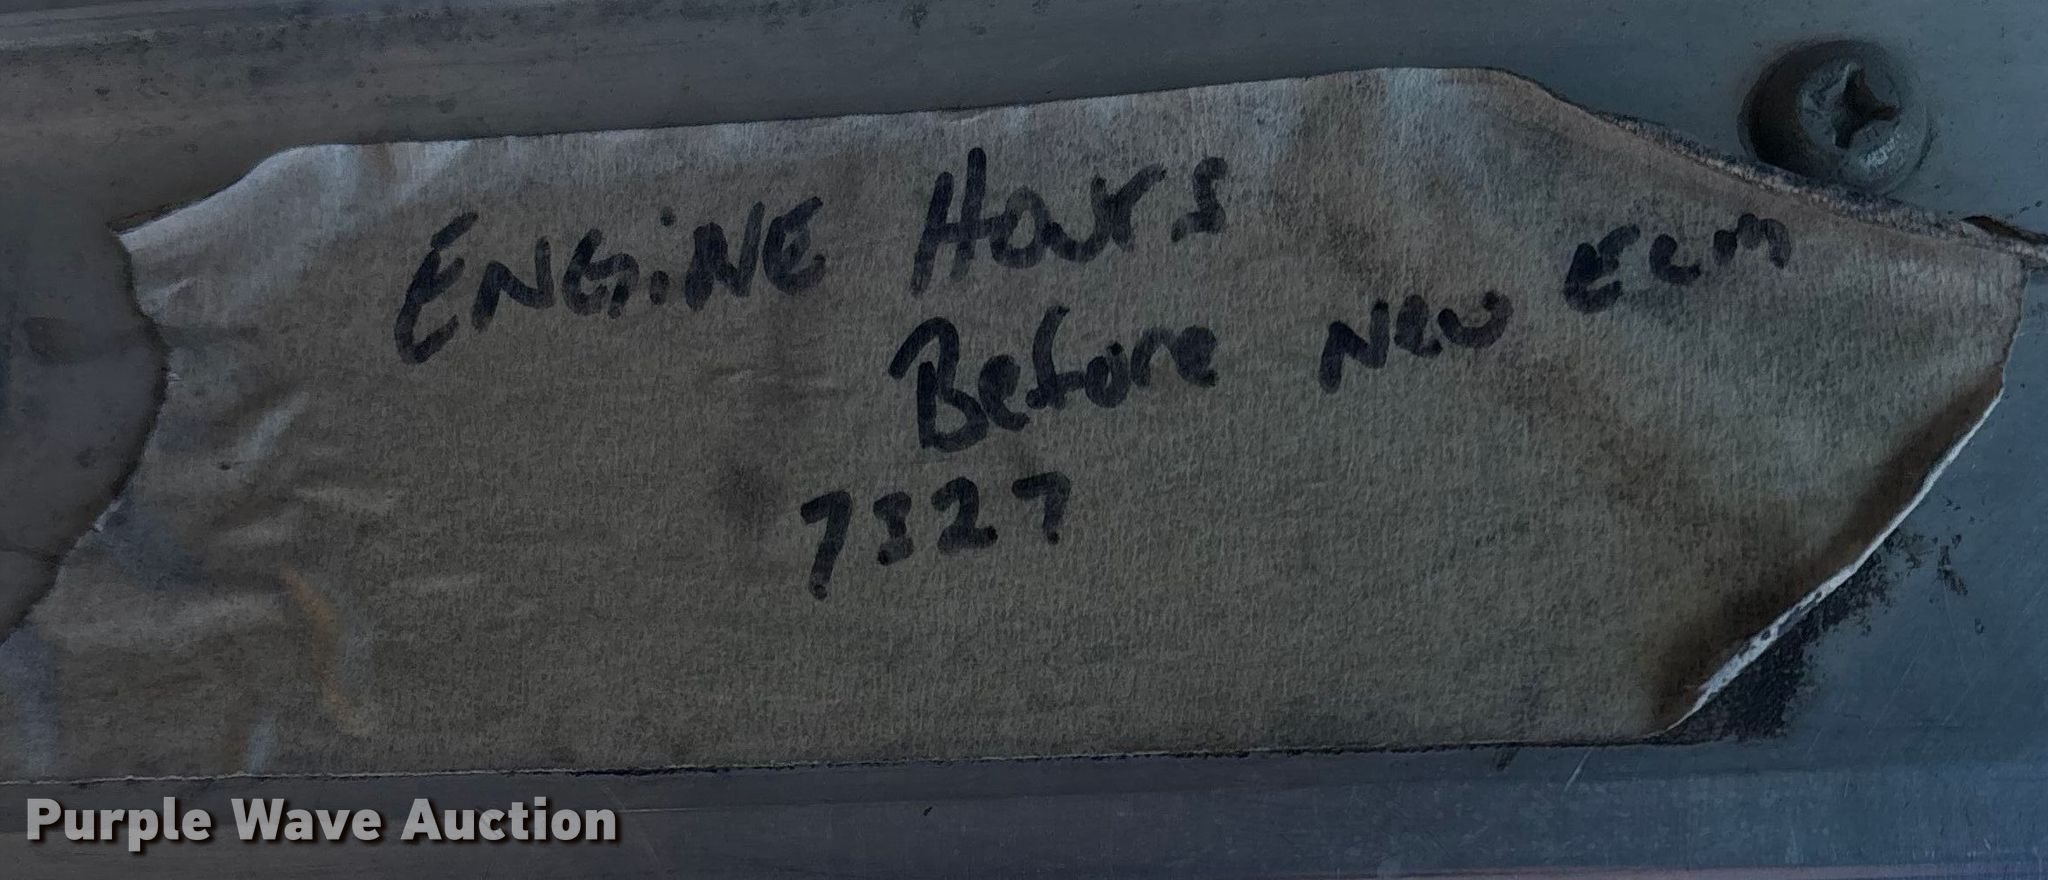 ENGiNE Hours
Before New Ecm
7327
Purple Wave Auction